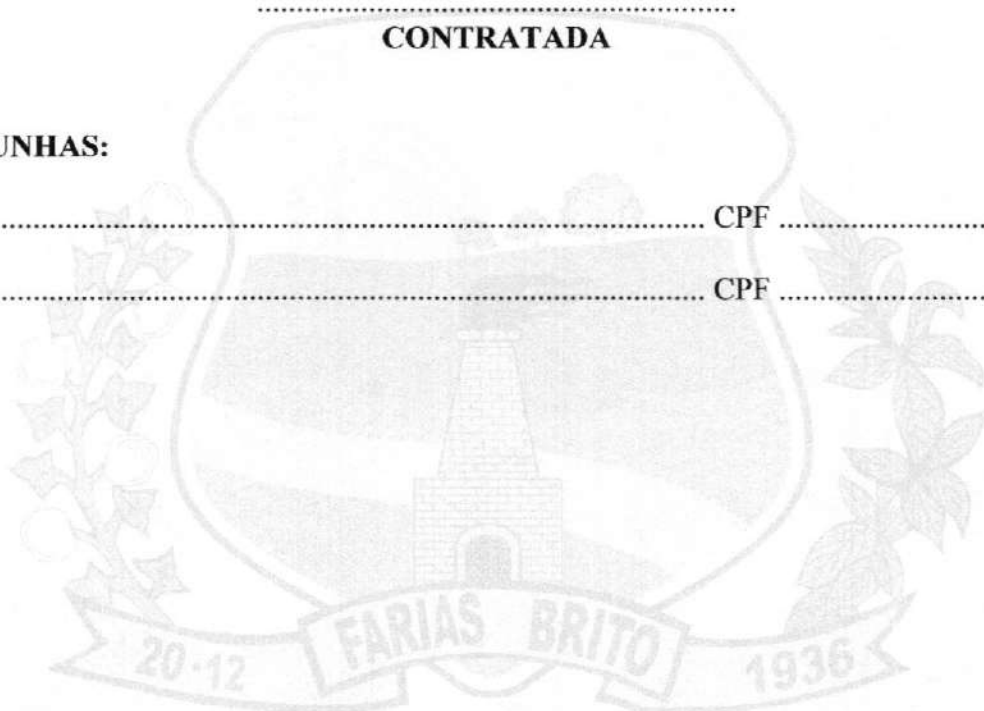 ....................................................................
CONTRATADA
UNHAS:
.................................................................... CPF ..............................
.................................................................... CPF ..............................
FARIAS BRITO
20-12
1936